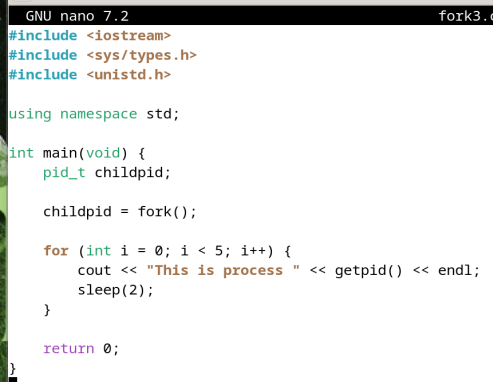 GNU nano 7.2 fork3.
#include <iostream>
#include <sys/types.h>
#include <unistd.h>
using namespace std;
int main(void) {
    pid_t childpid;
    childpid = fork();
    for (int i = 0; i < 5; i++) {
        cout << "This is process " << getpid() << endl;
        sleep(2);
    }
    return 0;
}